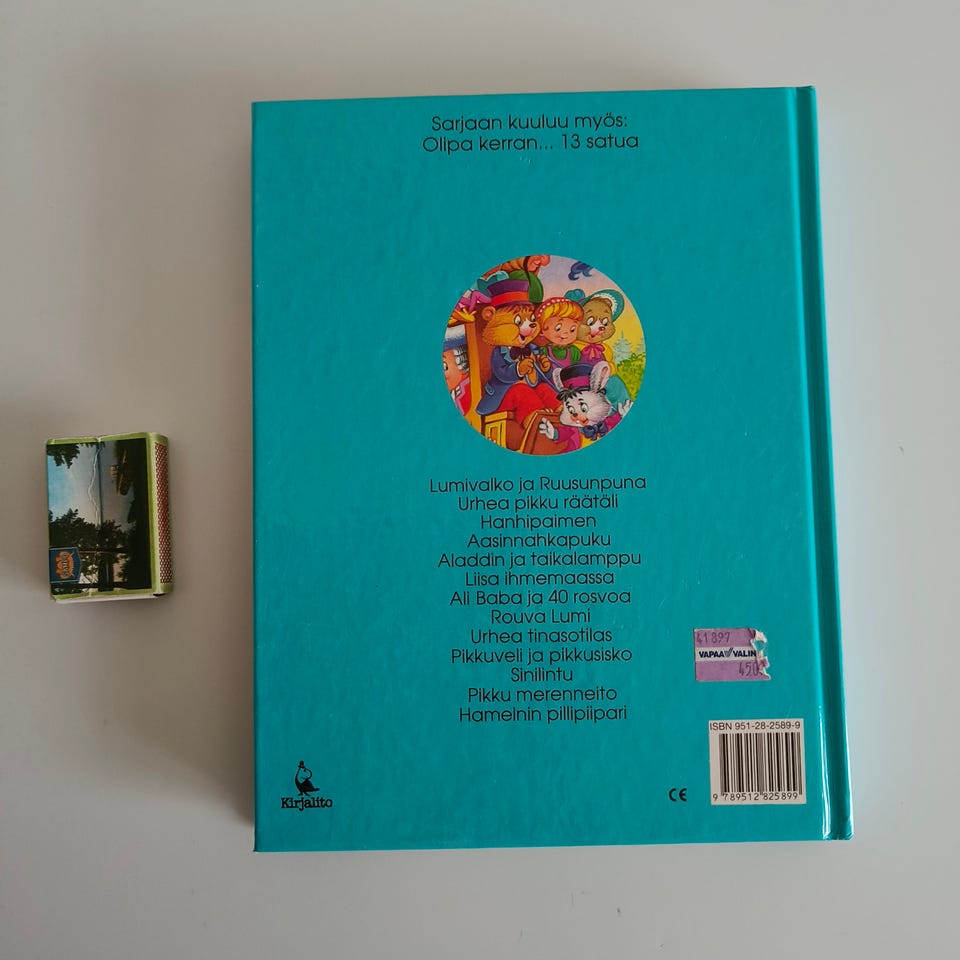 Sarjaan kuuluu myös:
Olipa kerran... 13 satua
Lumivalko ja Ruusunpuna
Urhea pikku räätäli
Hanhipaimen
Aasinnahkapuku
Aladdin ja taikalamppu
Liisa ihmemaassa
Ali Baba ja 40 rosvoa
Rouva Lumi
Urhea tinasotilas
Pikkuveli ja pikkusisko
Sinilintu
Pikku merenneito
Hamelnin pillipiipari
41897
VAPAA VALIN
ISBN 951-28-2589-9
9 789512 825899
CE
Kirjalito